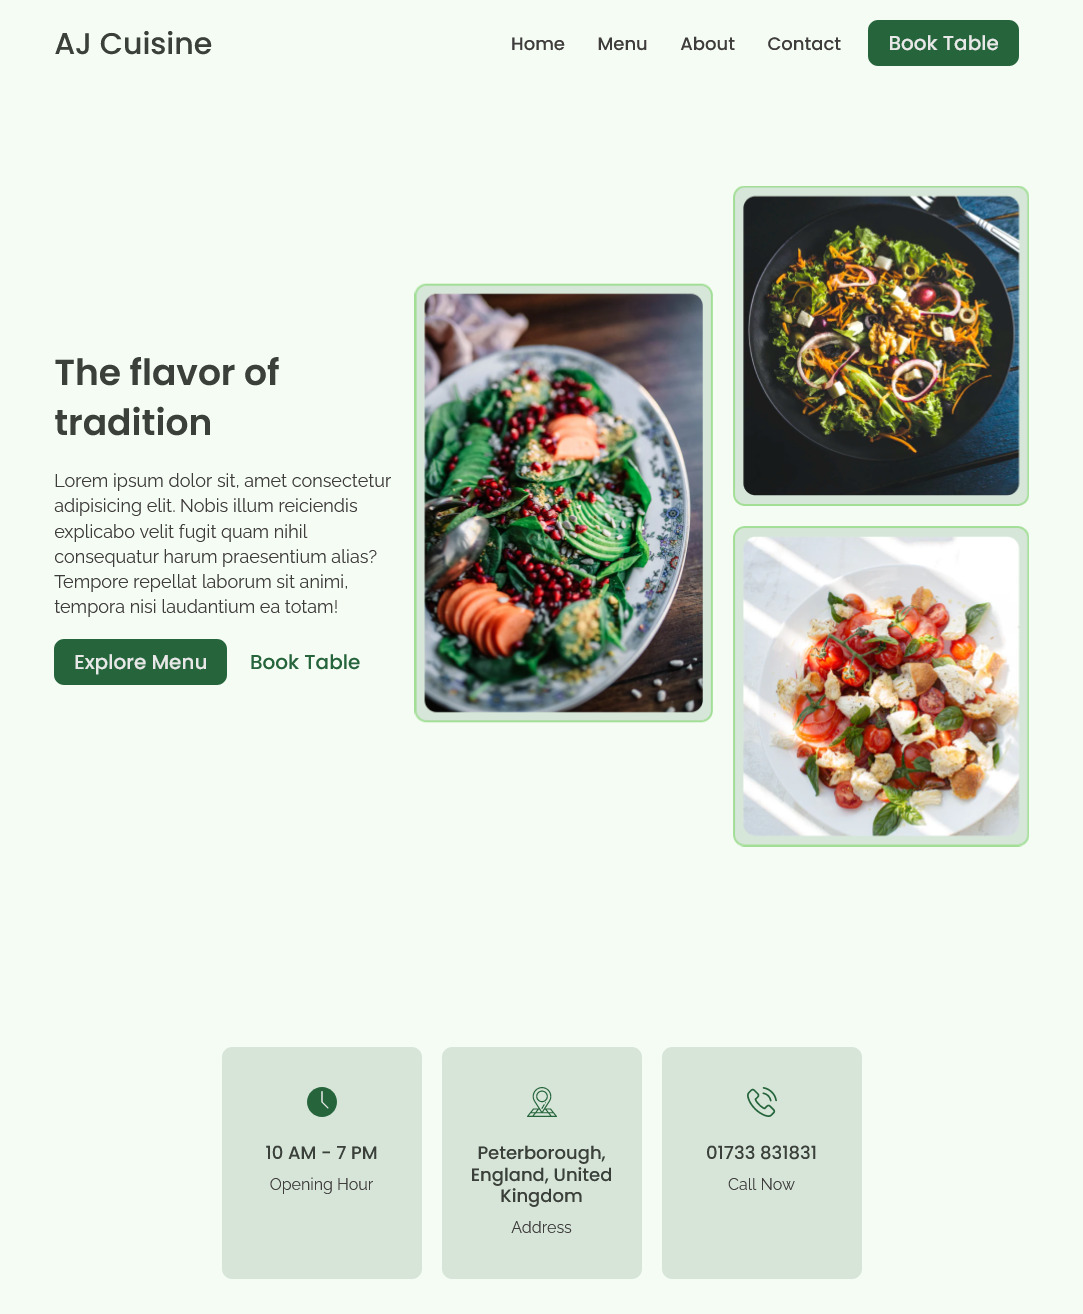 AJ Cuisine
Home Menu About Contact Book Table
The flavor of
tradition
Lorem ipsum dolor sit, amet consectetur
adipisicing elit. Nobis illum reiciendis
explicabo velit fugit quam nihil
consequatur harum praesentium alias?
Tempore repellat laborum sit animi,
tempora nisi laudantium ea totam!
Explore Menu Book Table
10 AM - 7 PM
Opening Hour
Peterborough,
England, United
Kingdom
Address
01733 831831
Call Now